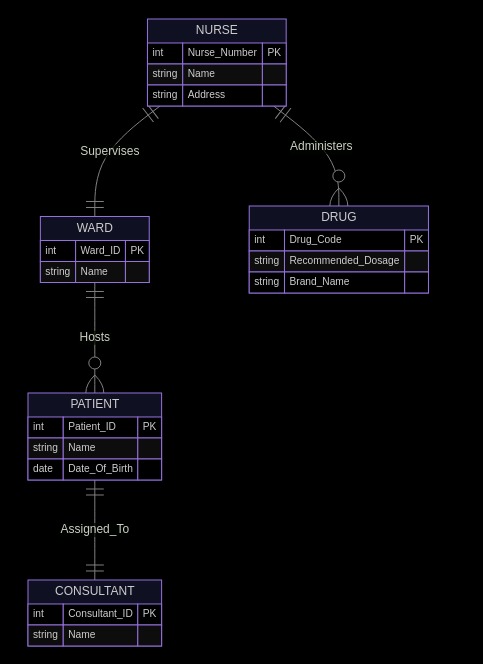 NURSE
int Nurse_Number PK
string Name
string Address
Supervises
Administers
WARD
int Ward_ID PK
string Name
DRUG
int Drug_Code PK
string Recommended_Dosage
string Brand_Name
Hosts
PATIENT
int Patient_ID PK
string Name
date Date_Of_Birth
Assigned_To
CONSULTANT
int Consultant_ID PK
string Name